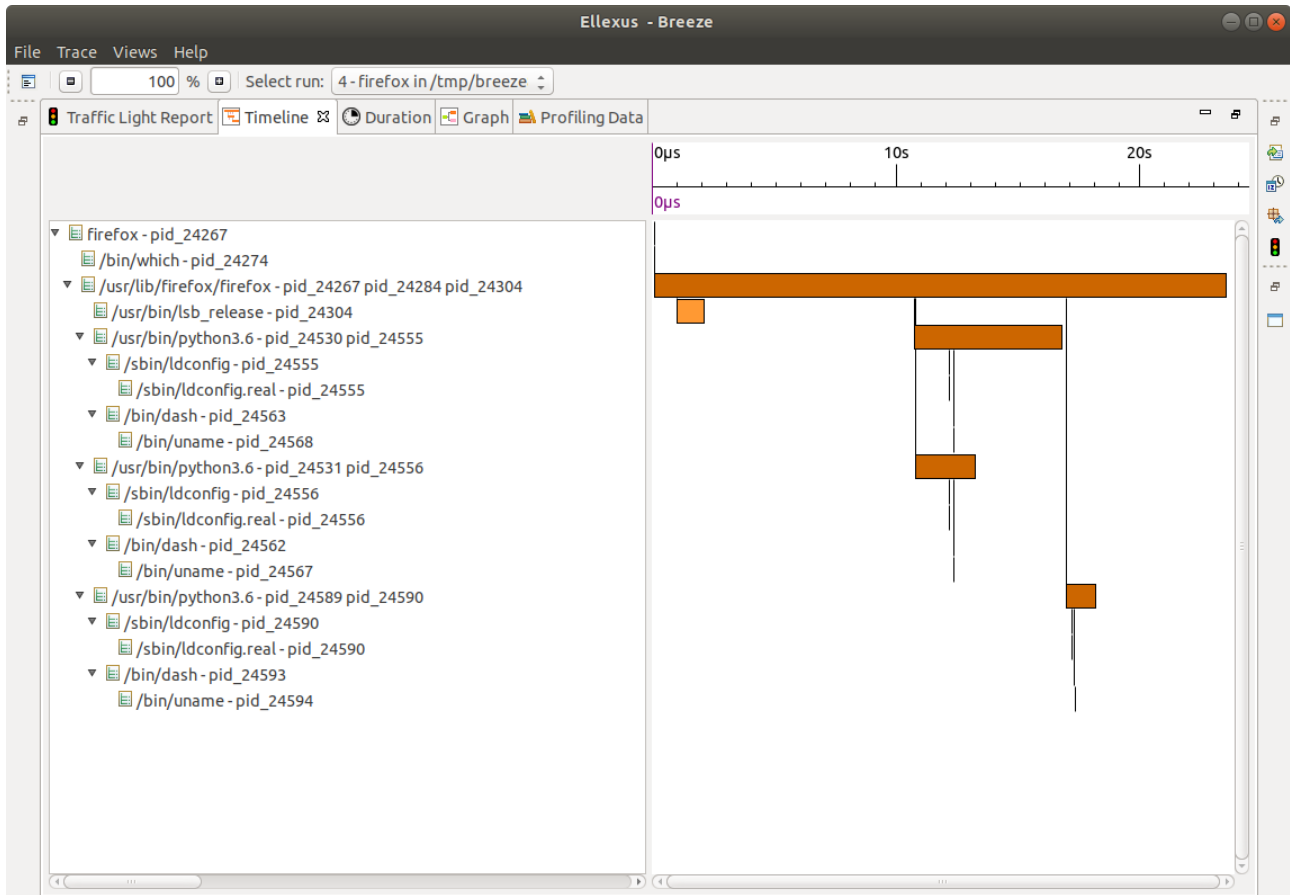 Ellexus - Breeze
File Trace Views Help
100 % Select run: 4 - firefox in /tmp/breeze
Traffic Light Report Timeline Duration Graph Profiling Data
0µs 10s 20s
0µs
firefox - pid_24267
/bin/which - pid_24274
/usr/lib/firefox/firefox - pid_24267 pid_24284 pid_24304
/usr/bin/lsb_release - pid_24304
/usr/bin/python3.6 - pid_24530 pid_24555
/sbin/ldconfig - pid_24555
/sbin/ldconfig.real - pid_24555
/bin/dash - pid_24563
/bin/uname - pid_24568
/usr/bin/python3.6 - pid_24531 pid_24556
/sbin/ldconfig - pid_24556
/sbin/ldconfig.real - pid_24556
/bin/dash - pid_24562
/bin/uname - pid_24567
/usr/bin/python3.6 - pid_24589 pid_24590
/sbin/ldconfig - pid_24590
/sbin/ldconfig.real - pid_24590
/bin/dash - pid_24593
/bin/uname - pid_24594